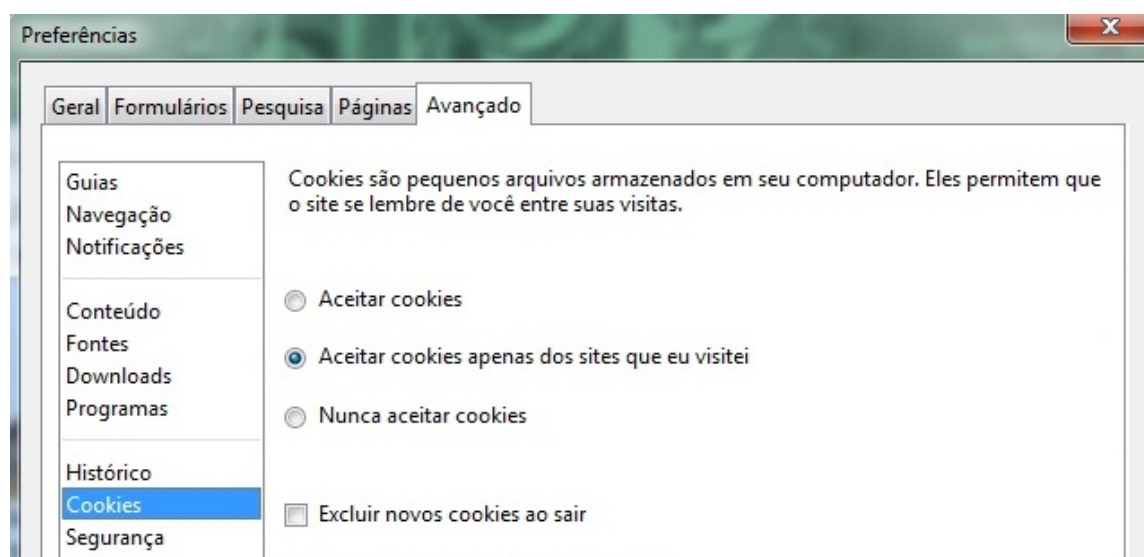 Preferências
Geral Formulários Pesquisa Páginas Avançado
Guias
Navegação
Notificações
Conteúdo
Fontes
Downloads
Programas
Histórico
Cookies
Segurança
Cookies são pequenos arquivos armazenados em seu computador. Eles permitem que
o site se lembre de você entre suas visitas.
Aceitar cookies
Aceitar cookies apenas dos sites que eu visitei
Nunca aceitar cookies
Excluir novos cookies ao sair